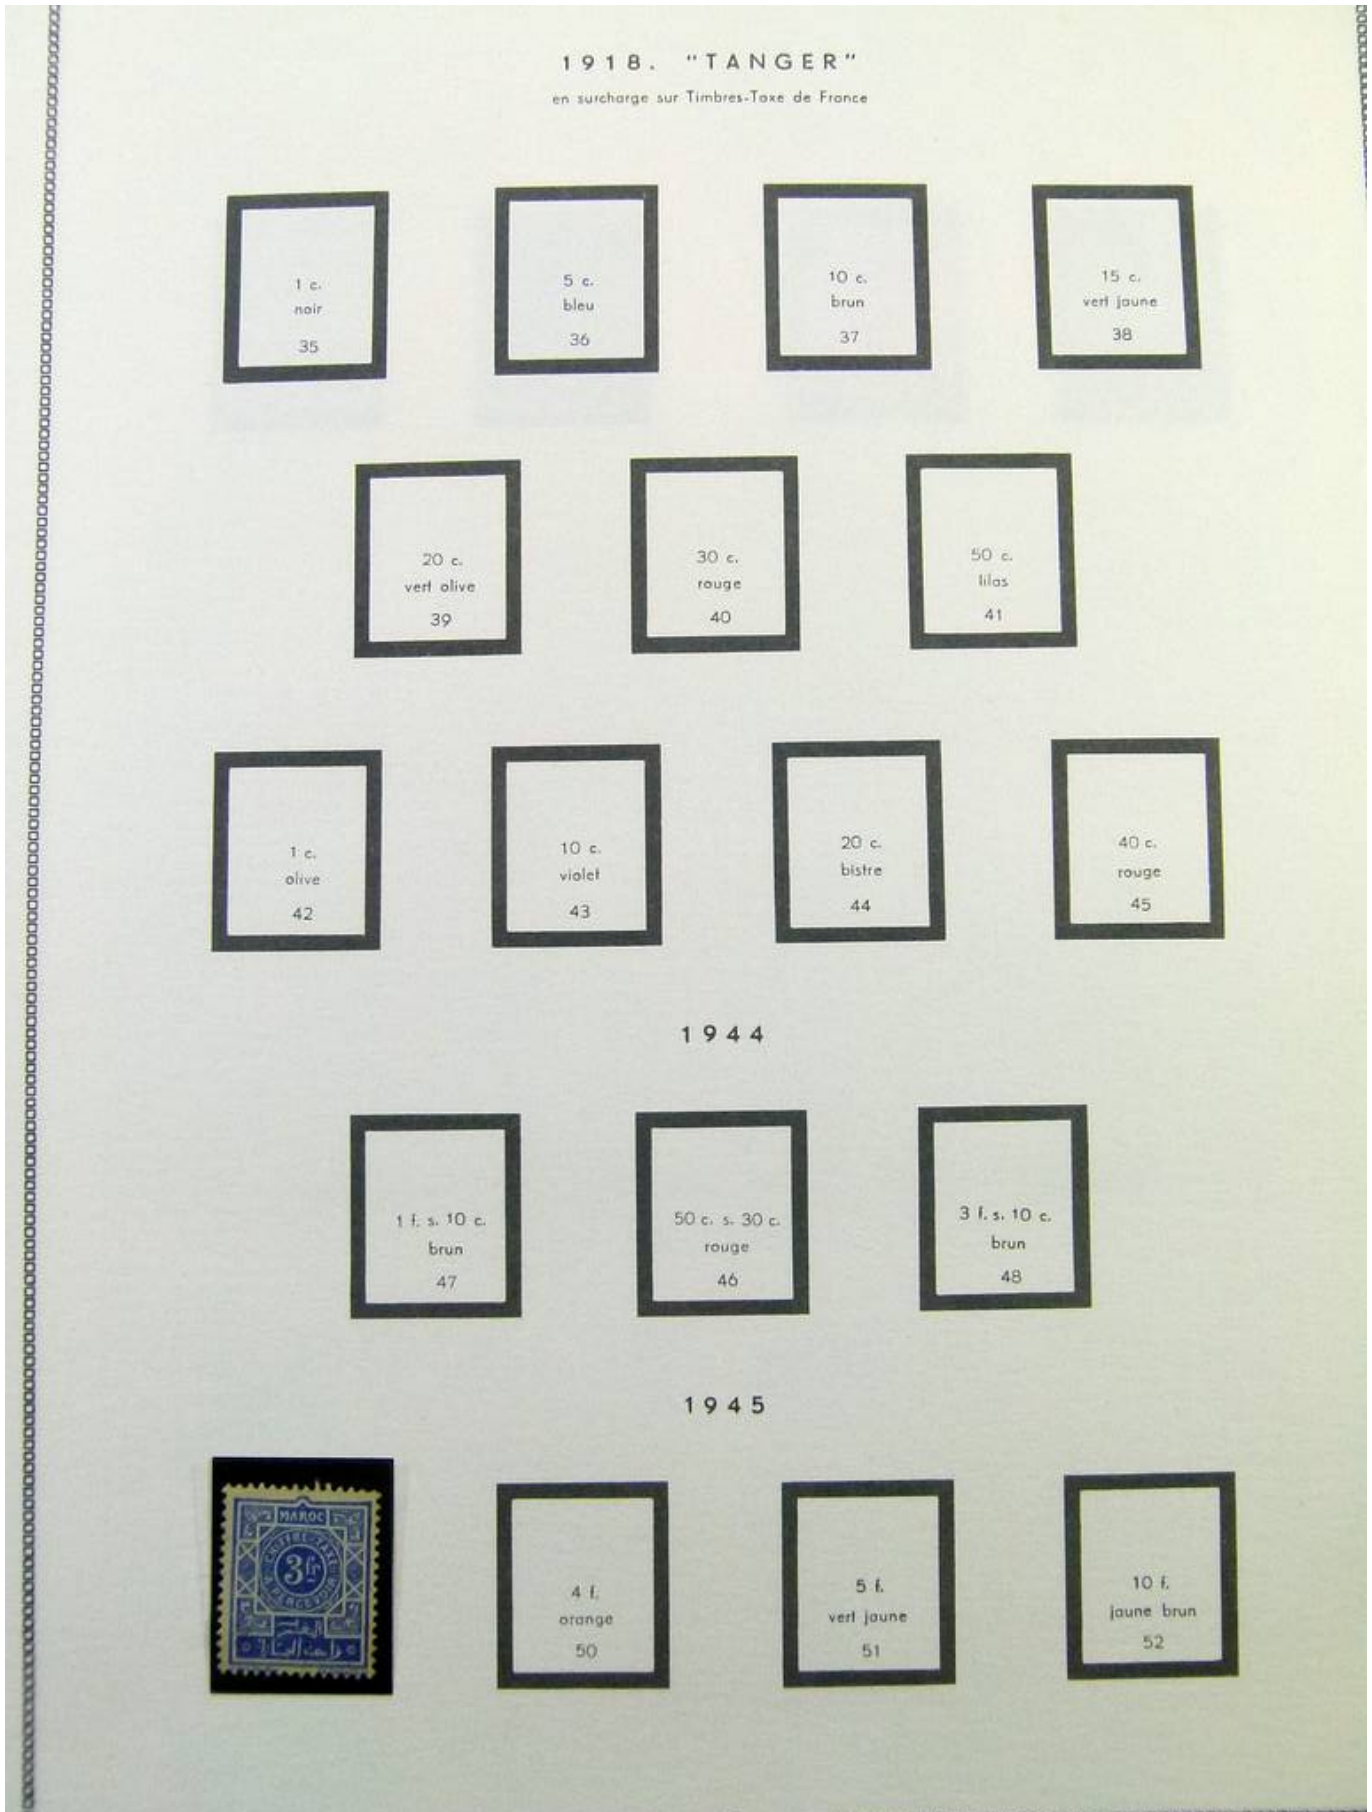 1918. "TANGER"
en surcharge sur Timbres-Taxe de France
1 c.
noir
35
5 c.
bleu
36
10 c.
brun
37
15 c.
vert jaune
38
20 c.
vert olive
39
30 c.
rouge
40
50 c.
lilas
41
1 c.
olive
42
10 c.
violet
43
20 c.
bistre
44
40 c.
rouge
45
1944
1 f. s. 10 c.
brun
47
50 c. s. 30 c.
rouge
46
3 f. s. 10 c.
brun
48
1945
MAROC
CHIFFRE-TAXE
3fr
A PERCEVOIR
4 f.
orange
50
5 f.
vert jaune
51
10 f.
jaune brun
52